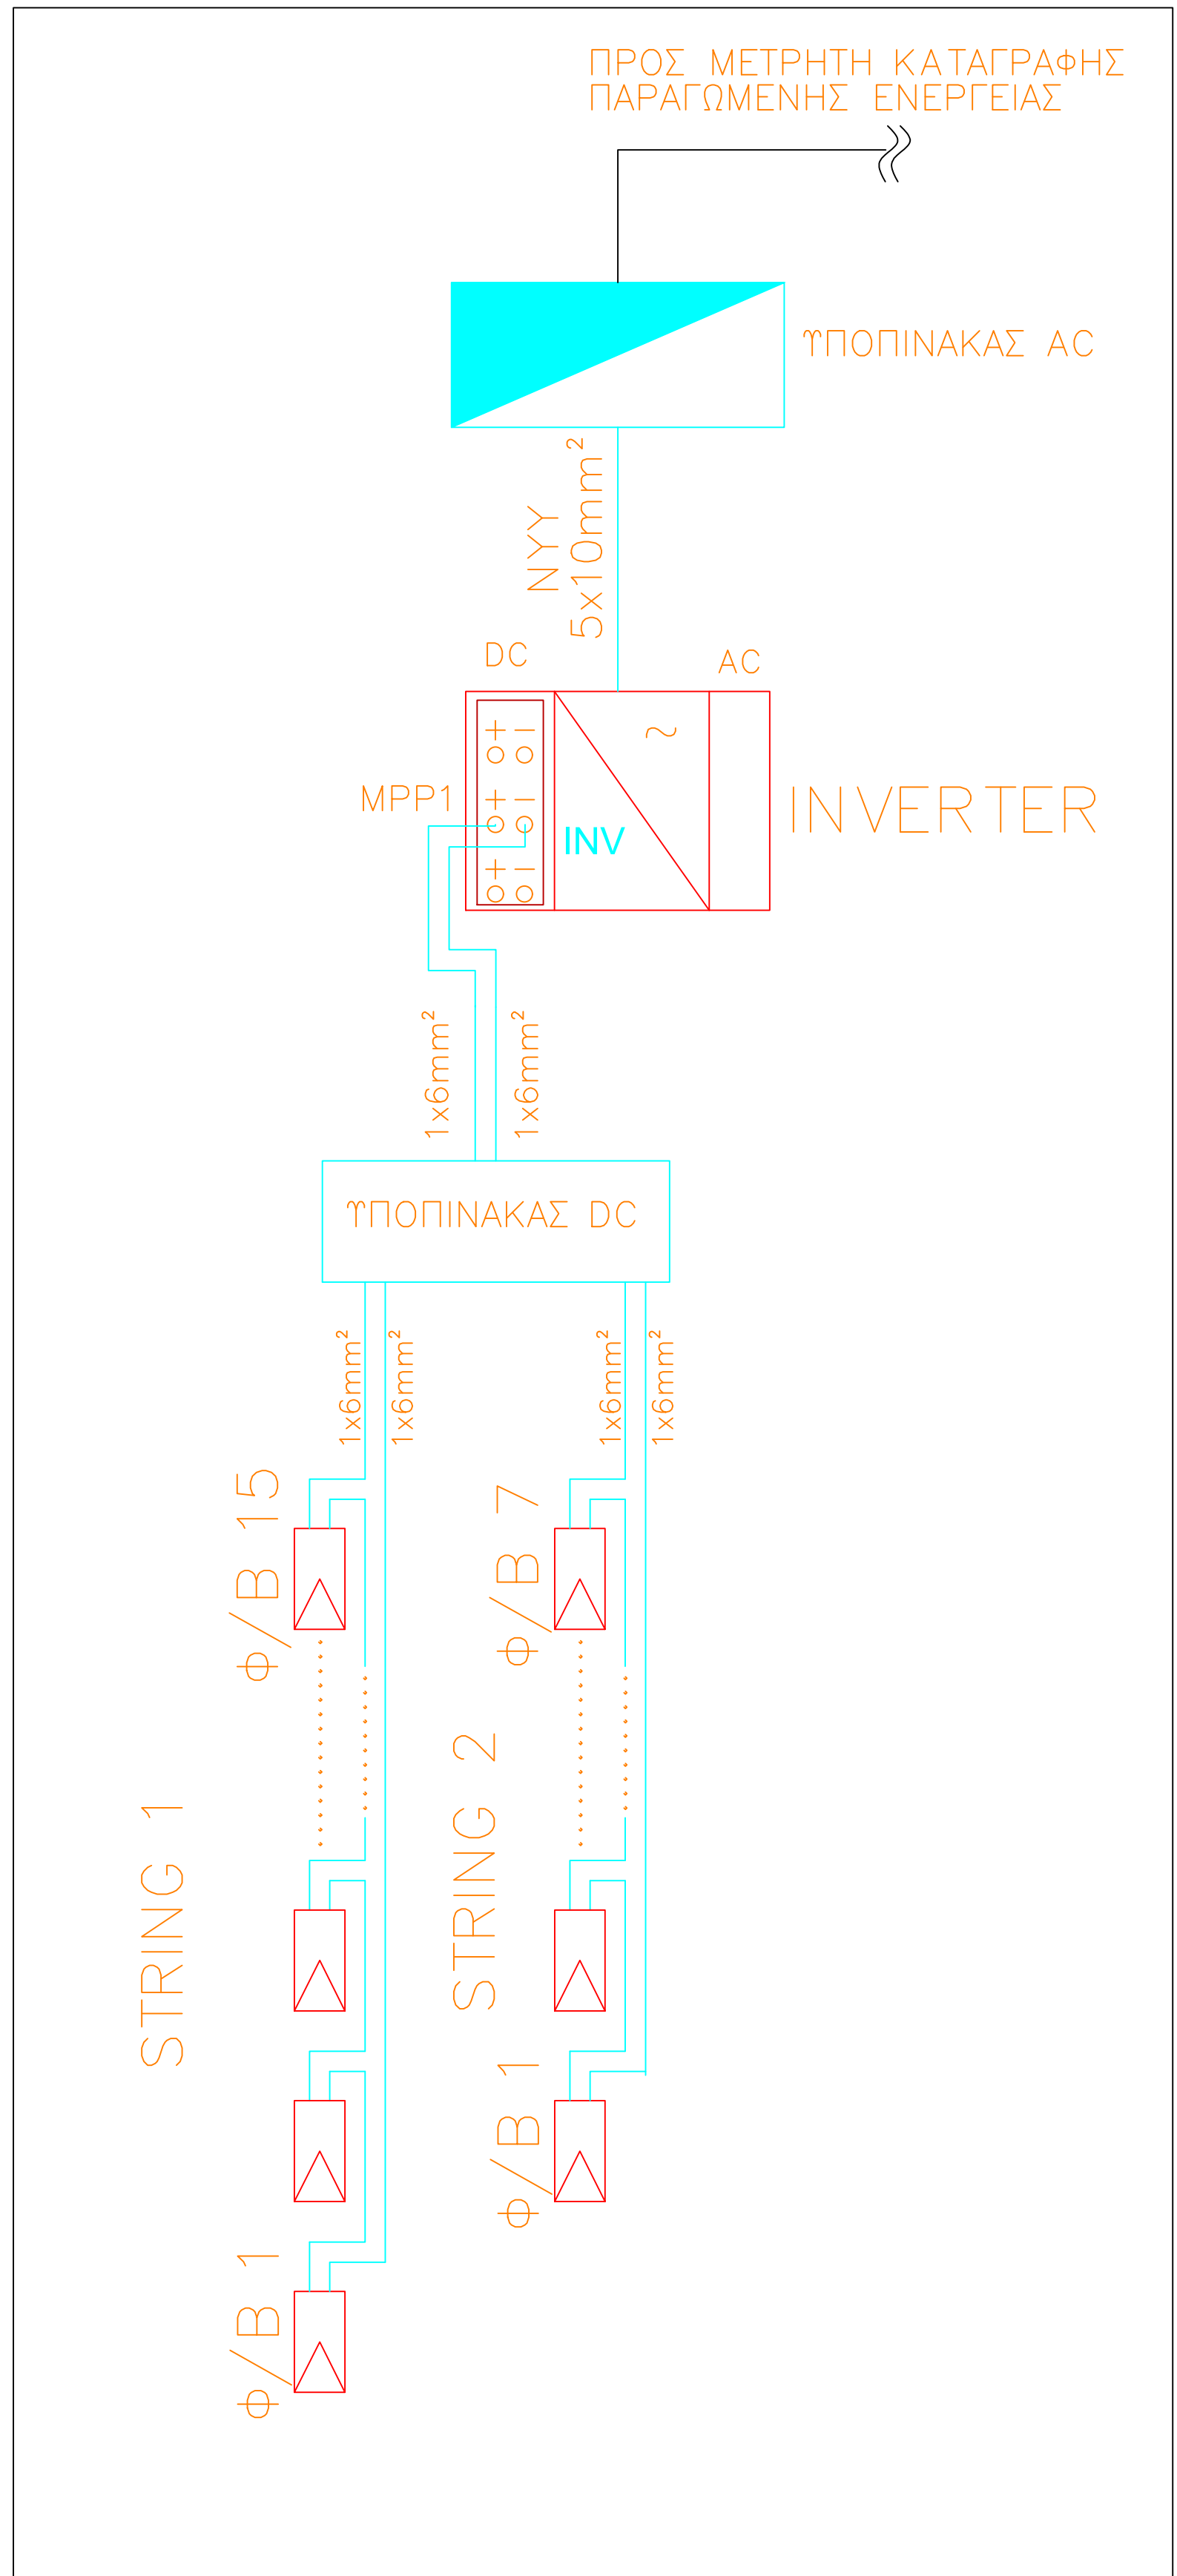 ΠΡΟΣ ΜΕΤΡΗΤΗ ΚΑΤΑΓΡΑΦΗΣ
ΠΑΡΑΓΩΜΕΝΗΣ ΕΝΕΡΓΕΙΑΣ
ΥΠΟΠΙΝΑΚΑΣ AC
NYY
5x10mm²
DC
AC
+ −
~
MPP1
+ −
INVERTER
INV
+ −
1x6mm²
1x6mm²
ΥΠΟΠΙΝΑΚΑΣ DC
1x6mm²
1x6mm²
1x6mm²
1x6mm²
Φ/Β 15
Φ/Β 7
STRING 1
STRING 2
Φ/Β 1
Φ/Β 1